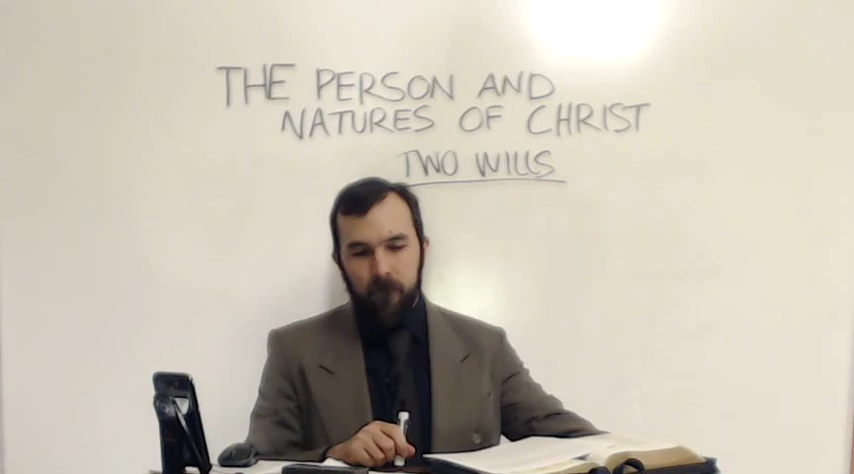 THE PERSON AND
NATURES OF CHRIST
TWO WILLS